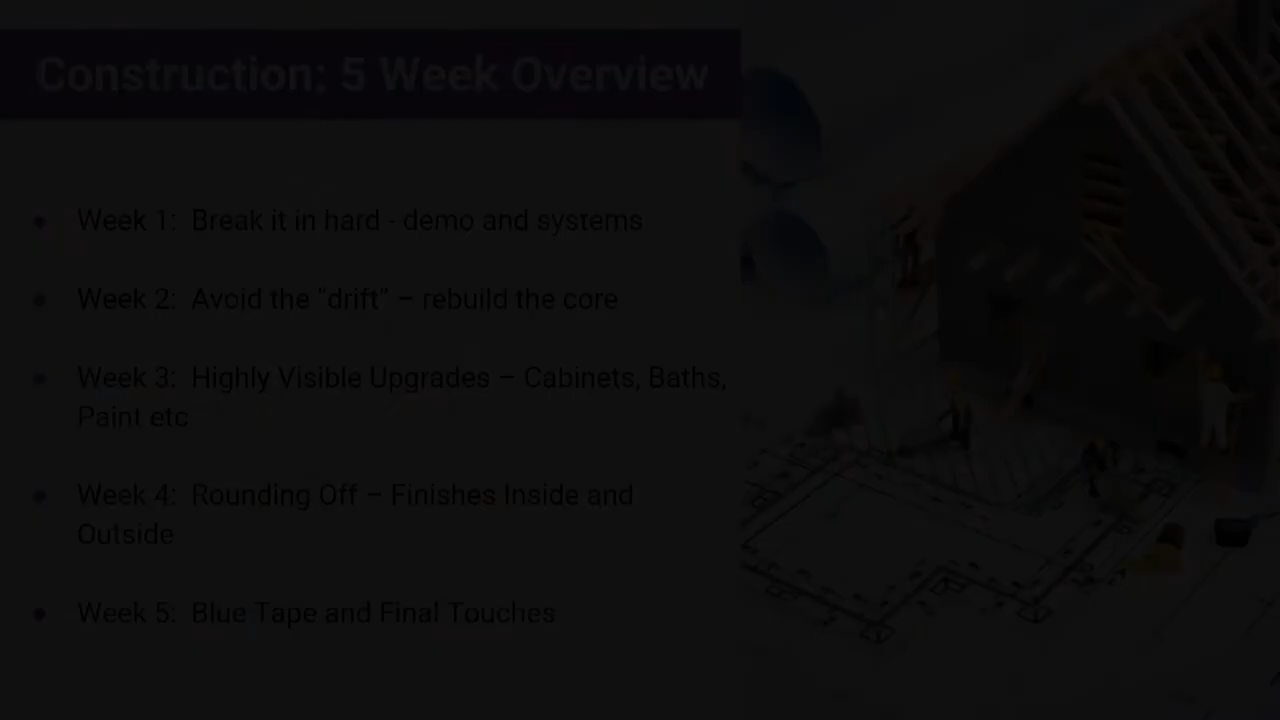 Construction: 5 Week Overview
• Week 1: Break it in hard - demo and systems
• Week 2: Avoid the "drift" – rebuild the core
• Week 3: Highly Visible Upgrades – Cabinets, Baths,
Paint etc
• Week 4: Rounding Off – Finishes Inside and
Outside
• Week 5: Blue Tape and Final Touches